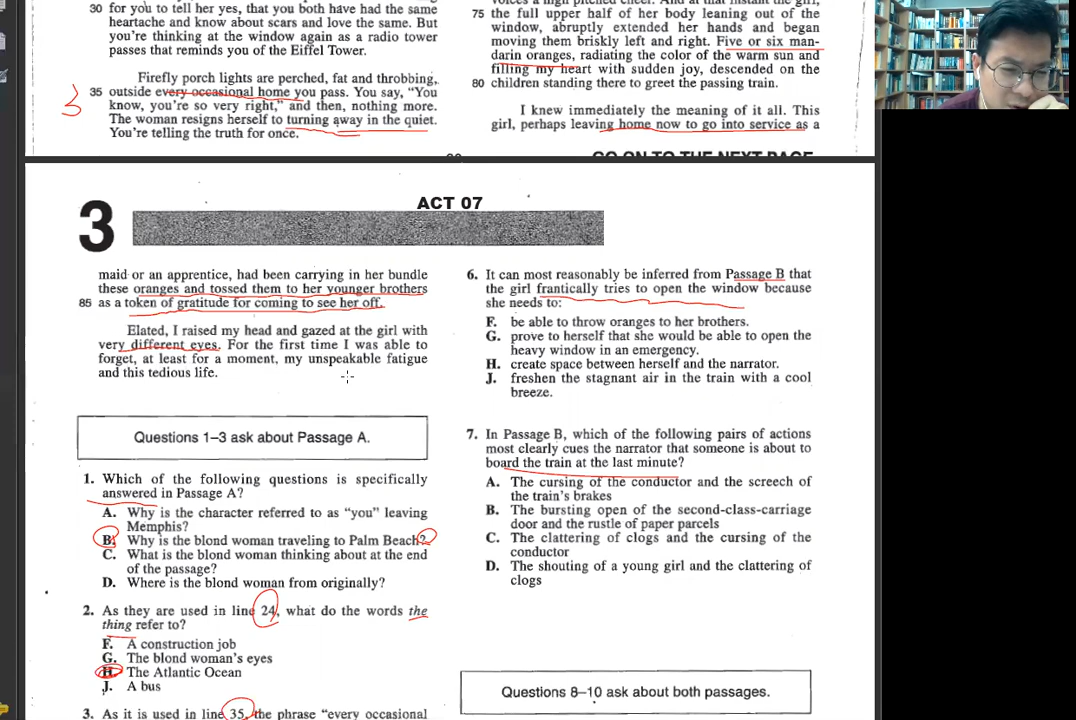 30 for you to tell her yes, that you both have had the same
heartache and know about scars and love the same. But
you're thinking at the window again as a radio tower
passes that reminds you of the Eiffel Tower.
Firefly porch lights are perched, fat and throbbing,
35 outside every occasional home you pass. You say, “You
know, you're so very right,” and then, nothing more.
The woman resigns herself to turning away in the quiet.
You're telling the truth for once.
3
75 the full upper half of her body leaning out of the
window, abruptly extended her hands and began
moving them briskly left and right. Five or six man-
darin oranges, radiating the color of the warm sun and
filling my heart with sudden joy, descended on the
80 children standing there to greet the passing train.
I knew immediately the meaning of it all. This
girl, perhaps leaving home now to go into service as a
GO ON TO THE NEXT PAGE
3
ACT 07
maid or an apprentice, had been carrying in her bundle
these oranges and tossed them to her younger brothers
85 as a token of gratitude for coming to see her off.
Elated, I raised my head and gazed at the girl with
very different eyes. For the first time I was able to
forget, at least for a moment, my unspeakable fatigue
and this tedious life.
Questions 1–3 ask about Passage A.
1. Which of the following questions is specifically
answered in Passage A?
A. Why is the character referred to as “you” leaving
Memphis?
B. Why is the blond woman traveling to Palm Beach?
C. What is the blond woman thinking about at the end
of the passage?
D. Where is the blond woman from originally?
2. As they are used in line 24, what do the words the
thing refer to?
F. A construction job
G. The blond woman's eyes
H. The Atlantic Ocean
J. A bus
3. As it is used in line 35, the phrase “every occasional
6. It can most reasonably be inferred from Passage B that
the girl frantically tries to open the window because
she needs to:
F. be able to throw oranges to her brothers.
G. prove to herself that she would be able to open the
heavy window in an emergency.
H. create space between herself and the narrator.
J. freshen the stagnant air in the train with a cool
breeze.
7. In Passage B, which of the following pairs of actions
most clearly cues the narrator that someone is about to
board the train at the last minute?
A. The cursing of the conductor and the screech of
the train's brakes
B. The bursting open of the second-class-carriage
door and the rustle of paper parcels
C. The clattering of clogs and the cursing of the
conductor
D. The shouting of a young girl and the clattering of
clogs
Questions 8–10 ask about both passages.